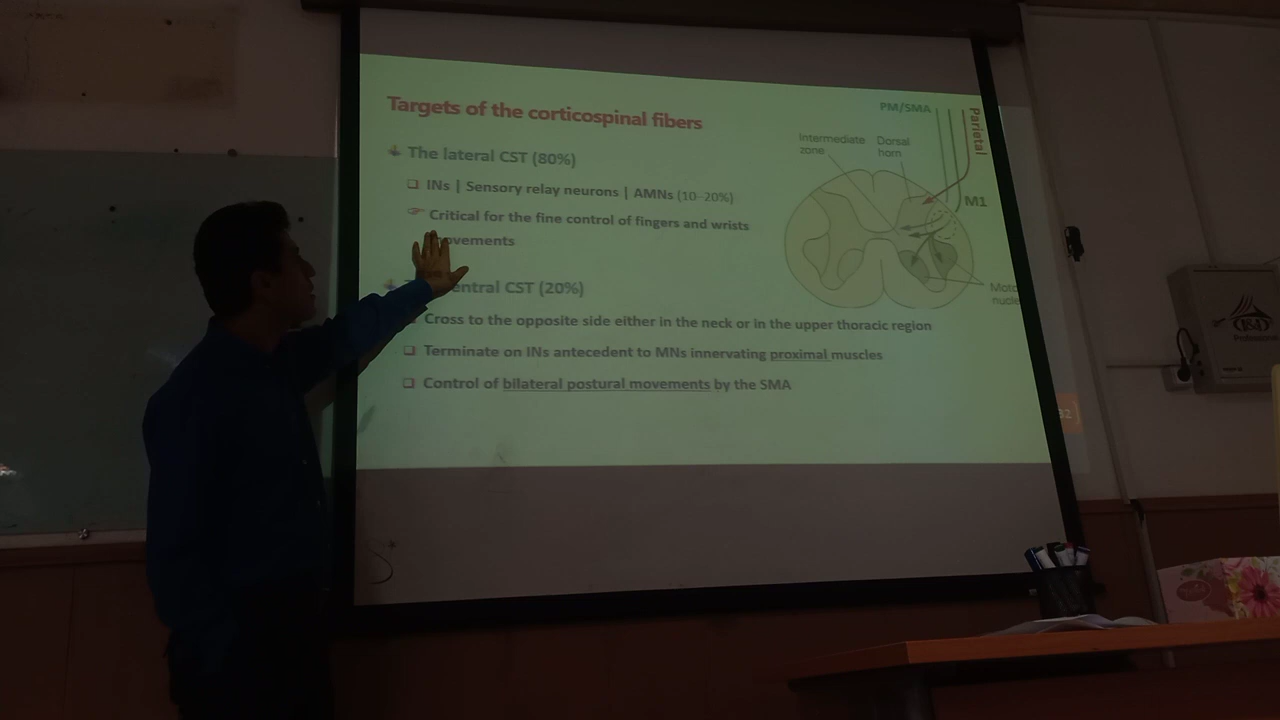 Targets of the corticospinal fibers
The lateral CST (80%)
INs | Sensory relay neurons | AMNs (10–20%)
Critical for the fine control of fingers and wrists
ovements
entral CST (20%)
Cross to the opposite side either in the neck or in the upper thoracic region
Terminate on INs antecedent to MNs innervating proximal muscles
Control of bilateral postural movements by the SMA
PM/SMA
Parietal
Intermediate
zone
Dorsal
horn
M1
Moto
nucle
32